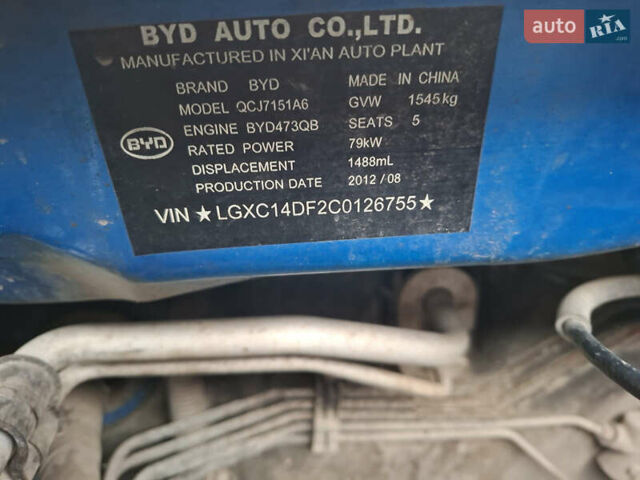 BYD AUTO CO.,LTD.
MANUFACTURED IN XI'AN AUTO PLANT
BRAND BYD MADE IN CHINA
MODEL QCJ7151A6 GVW 1545kg
ENGINE BYD473QB SEATS 5
RATED POWER 79kW
DISPLACEMENT 1488mL
PRODUCTION DATE 2012/08
VIN ★LGXC14DF2C0126755★
BYD
auto RIA.com